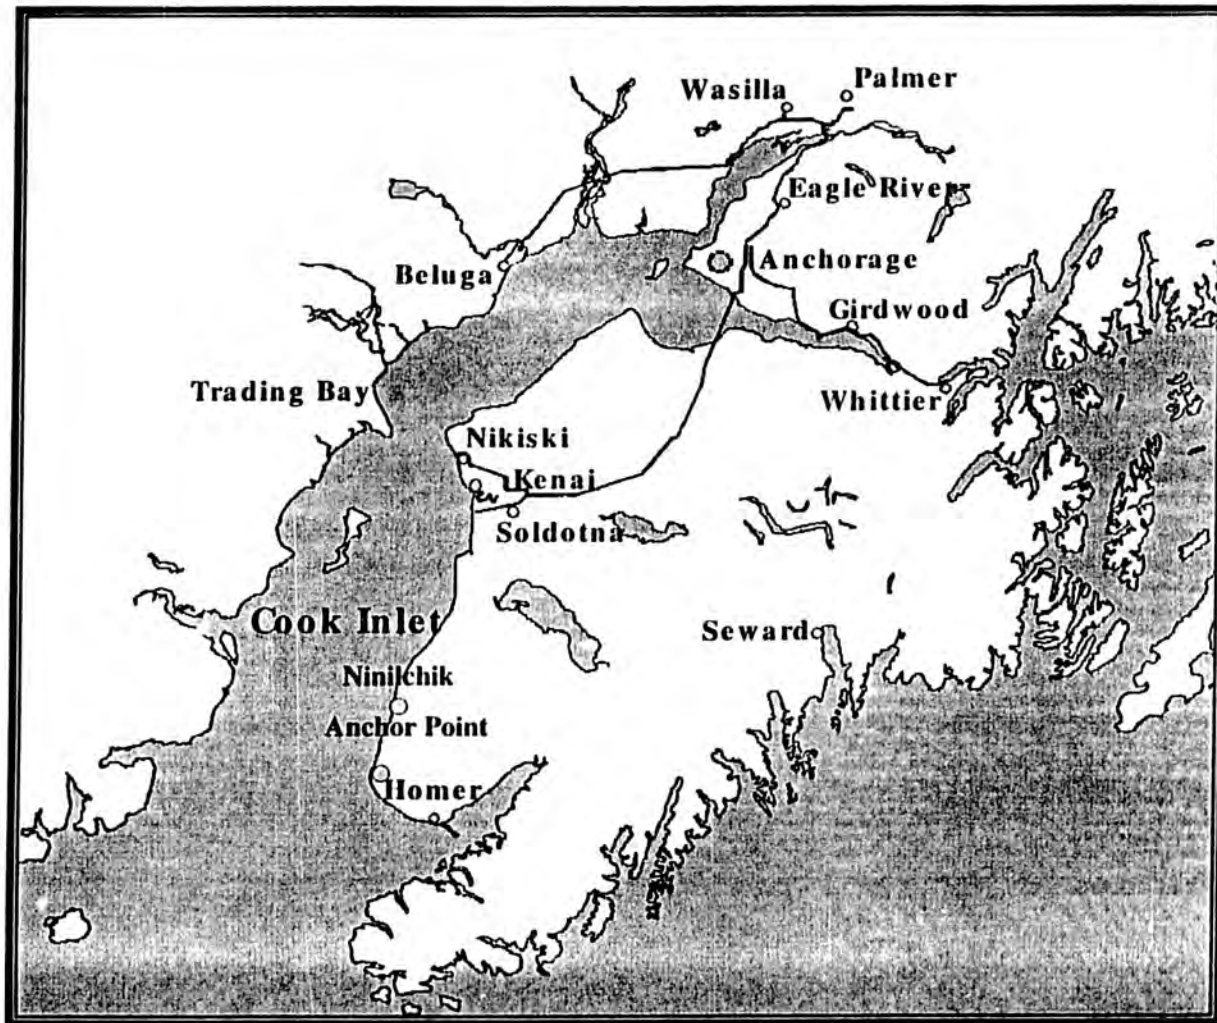 Palmer
Wasilla
Eagle River
Anchorage
Beluga
Girdwood
Trading Bay
Whittier
Nikiski
Kenai
Soldotna
Cook Inlet
Seward
Ninilchik
Anchor Point
Homer